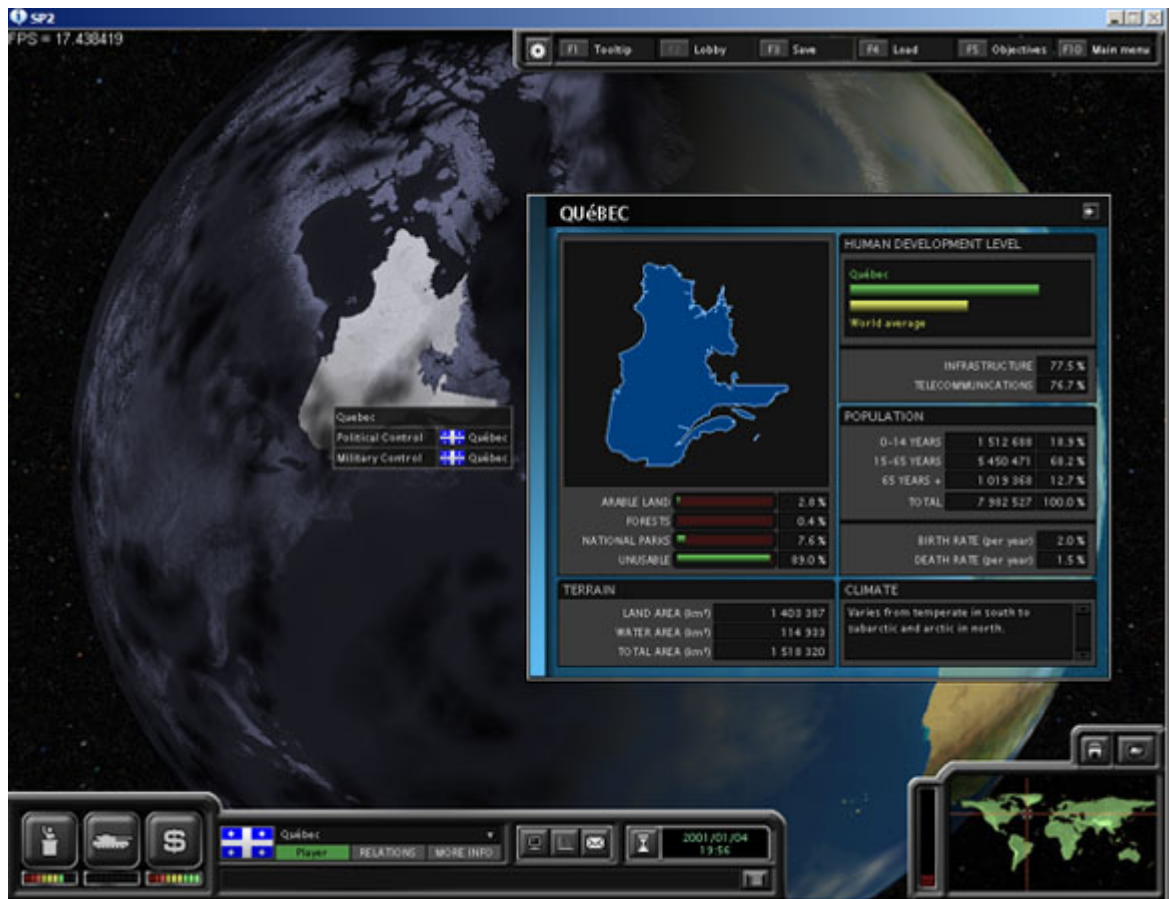 SP2
FPS = 17.438419
F1 Tooltip F2 Lobby F3 Save F4 Load F5 Objectives F10 Main menu
QUéBEC
HUMAN DEVELOPMENT LEVEL
Québec
World average
INFRASTRUCTURE 77.5 %
TELECOMMUNICATIONS 76.7 %
Quebec
Political Control Québec
Military Control Québec
POPULATION
0-14 YEARS 1 512 688 18.9 %
15-65 YEARS 5 450 471 68.2 %
65 YEARS + 1 019 368 12.7 %
TOTAL 7 982 527 100.0 %
ARABLE LAND 2.8 %
FORESTS 0.4 %
NATIONAL PARKS 7.6 %
UNUSABLE 89.0 %
BIRTH RATE (per year) 2.0 %
DEATH RATE (per year) 1.5 %
TERRAIN
LAND AREA (km²) 1 403 387
WATER AREA (km²) 114 933
TOTAL AREA (km²) 1 518 320
CLIMATE
Varies from temperate in south to
subarctic and arctic in north.
Québec
Player RELATIONS MORE INFO
2001/01/04
19:56